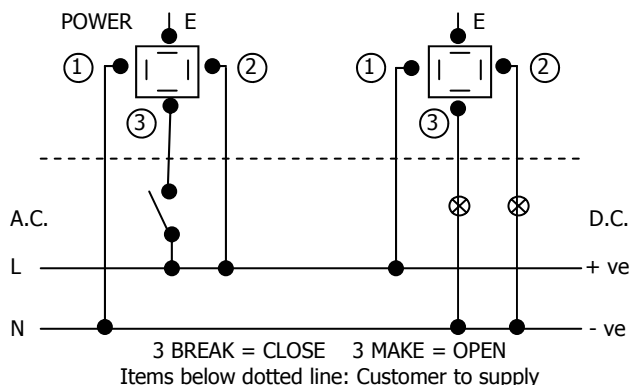 POWER E E
1 2 1 2
3 3
A.C. D.C.
L + ve
N - ve
3 BREAK = CLOSE 3 MAKE = OPEN
Items below dotted line: Customer to supply